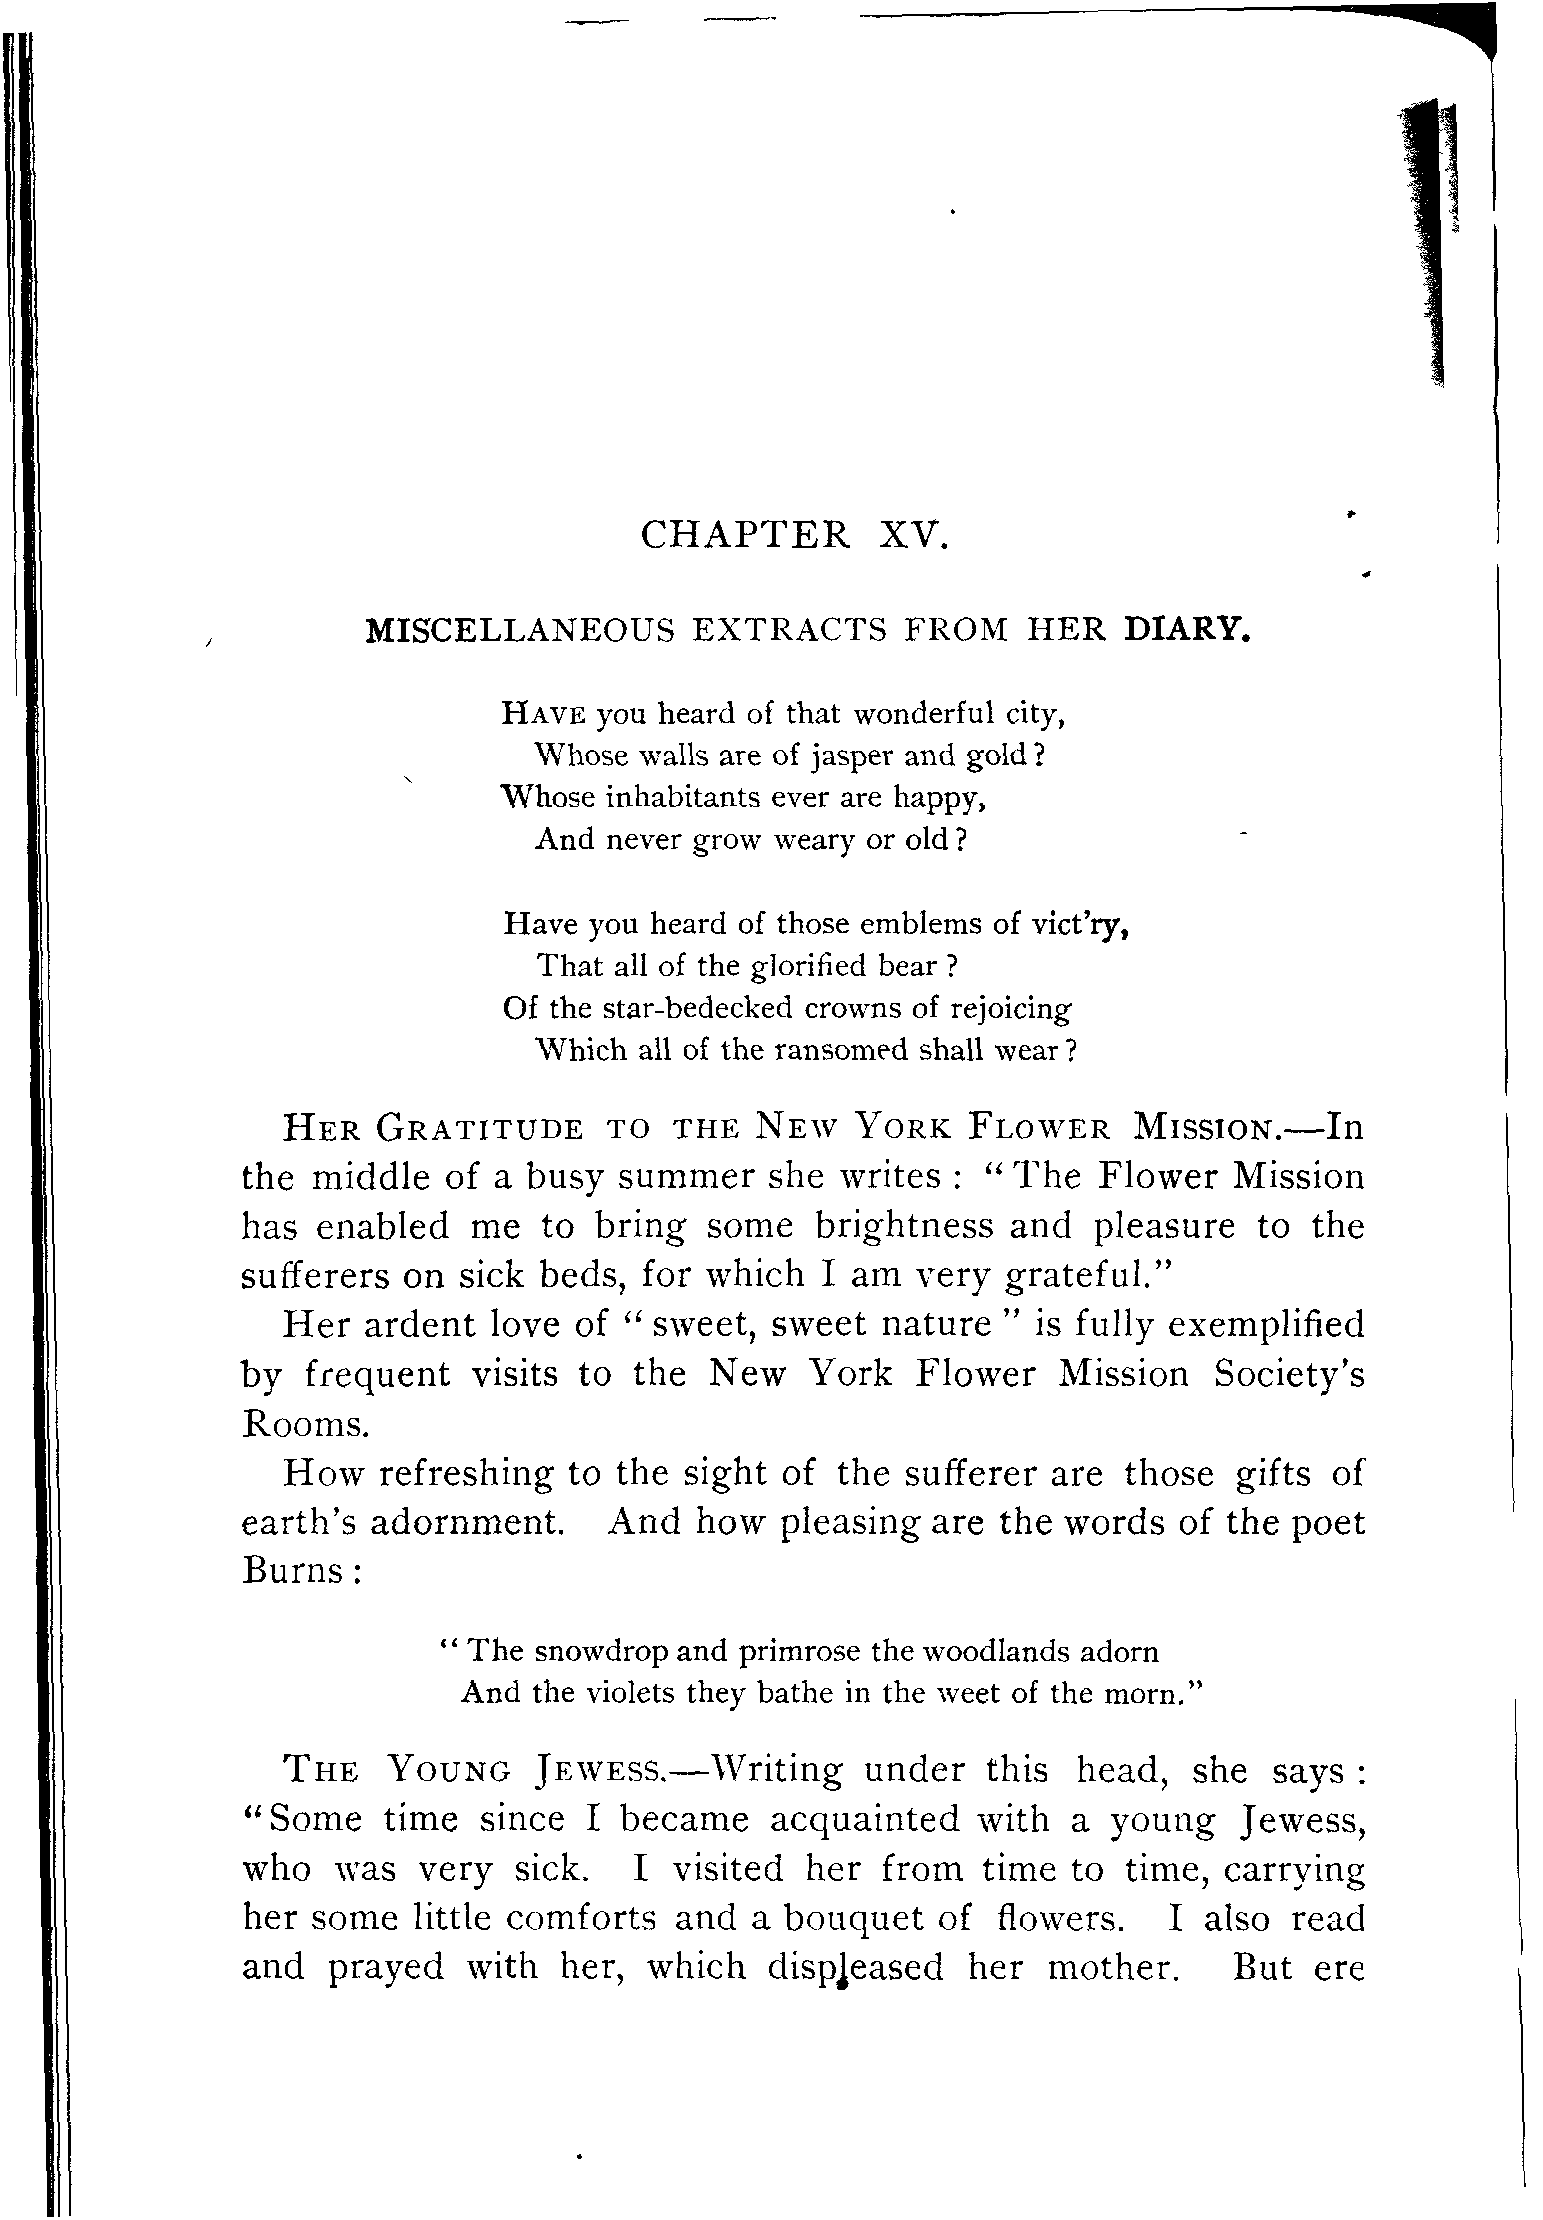 CHAPTER XV.
MISCELLANEOUS EXTRACTS FROM HER DIARY.
HAVE you heard of that wonderful city,
Whose walls are of jasper and gold?
Whose inhabitants ever are happy,
And never grow weary or old?
Have you heard of those emblems of vict'ry,
That all of the glorified bear?
Of the star-bedecked crowns of rejoicing
Which all of the ransomed shall wear?
HER GRATITUDE TO THE NEW YORK FLOWER MISSION.—In
the middle of a busy summer she writes: "The Flower Mission
has enabled me to bring some brightness and pleasure to the
sufferers on sick beds, for which I am very grateful."
Her ardent love of "sweet, sweet nature" is fully exemplified
by frequent visits to the New York Flower Mission Society's
Rooms.
How refreshing to the sight of the sufferer are those gifts of
earth's adornment. And how pleasing are the words of the poet
Burns:
"The snowdrop and primrose the woodlands adorn
And the violets they bathe in the weet of the morn."
THE YOUNG JEWESS.—Writing under this head, she says:
"Some time since I became acquainted with a young Jewess,
who was very sick. I visited her from time to time, carrying
her some little comforts and a bouquet of flowers. I also read
and prayed with her, which displeased her mother. But ere